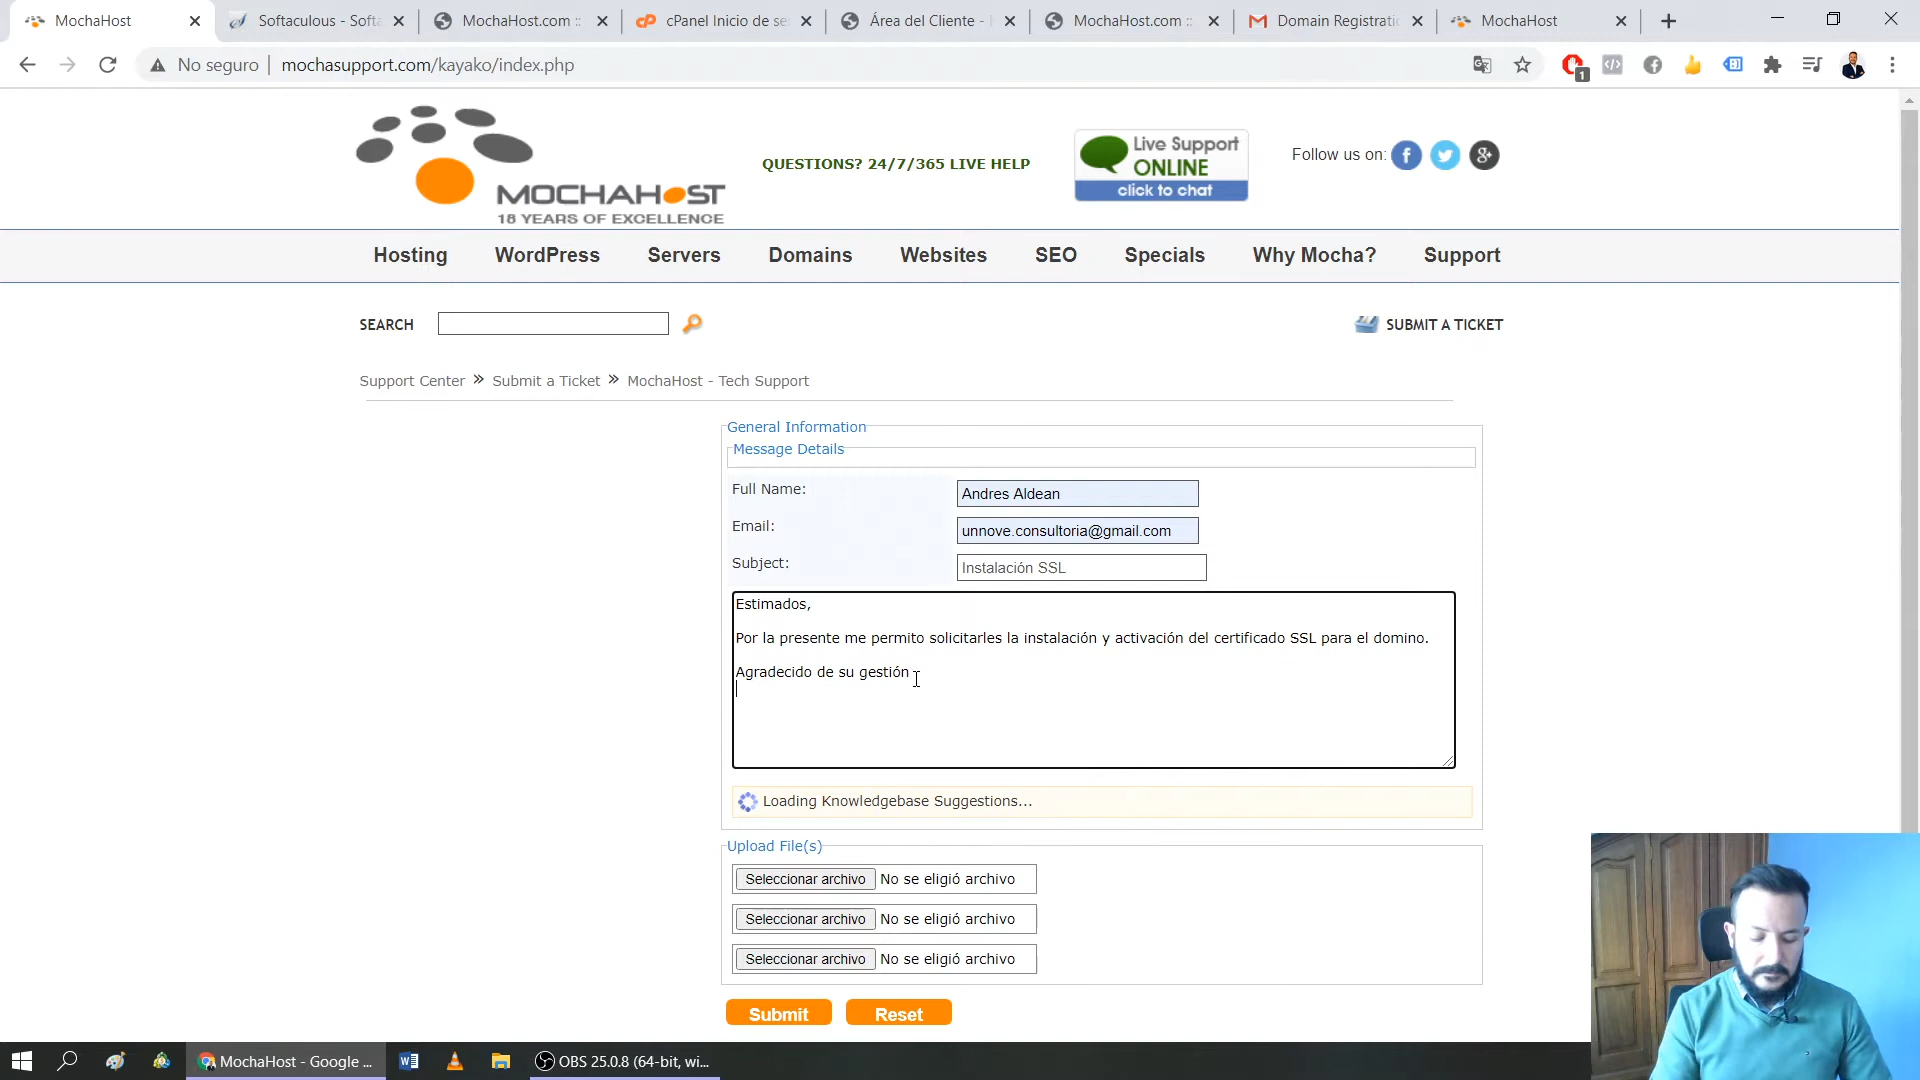 MochaHost
Softaculous - Softa
MochaHost.com ::
cPanel Inicio de se
Área del Cliente -
MochaHost.com ::
Domain Registratio
MochaHost
No seguro
mochasupport.com/kayako/index.php
1
MOCHAHOST
18 YEARS OF EXCELLENCE
QUESTIONS? 24/7/365 LIVE HELP
Live Support
ONLINE
click to chat
Follow us on:
Hosting
WordPress
Servers
Domains
Websites
SEO
Specials
Why Mocha?
Support
SEARCH
SUBMIT A TICKET
Support Center » Submit a Ticket » MochaHost - Tech Support
General Information
Message Details
Full Name:
Andres Aldean
Email:
unnove.consultoria@gmail.com
Subject:
Instalación SSL
Estimados,
Por la presente me permito solicitarles la instalación y activación del certificado SSL para el domino.
Agradecido de su gestión
Loading Knowledgebase Suggestions...
Upload File(s)
Seleccionar archivo No se eligió archivo
Seleccionar archivo No se eligió archivo
Seleccionar archivo No se eligió archivo
Submit
Reset
MochaHost - Google ...
OBS 25.0.8 (64-bit, wi...